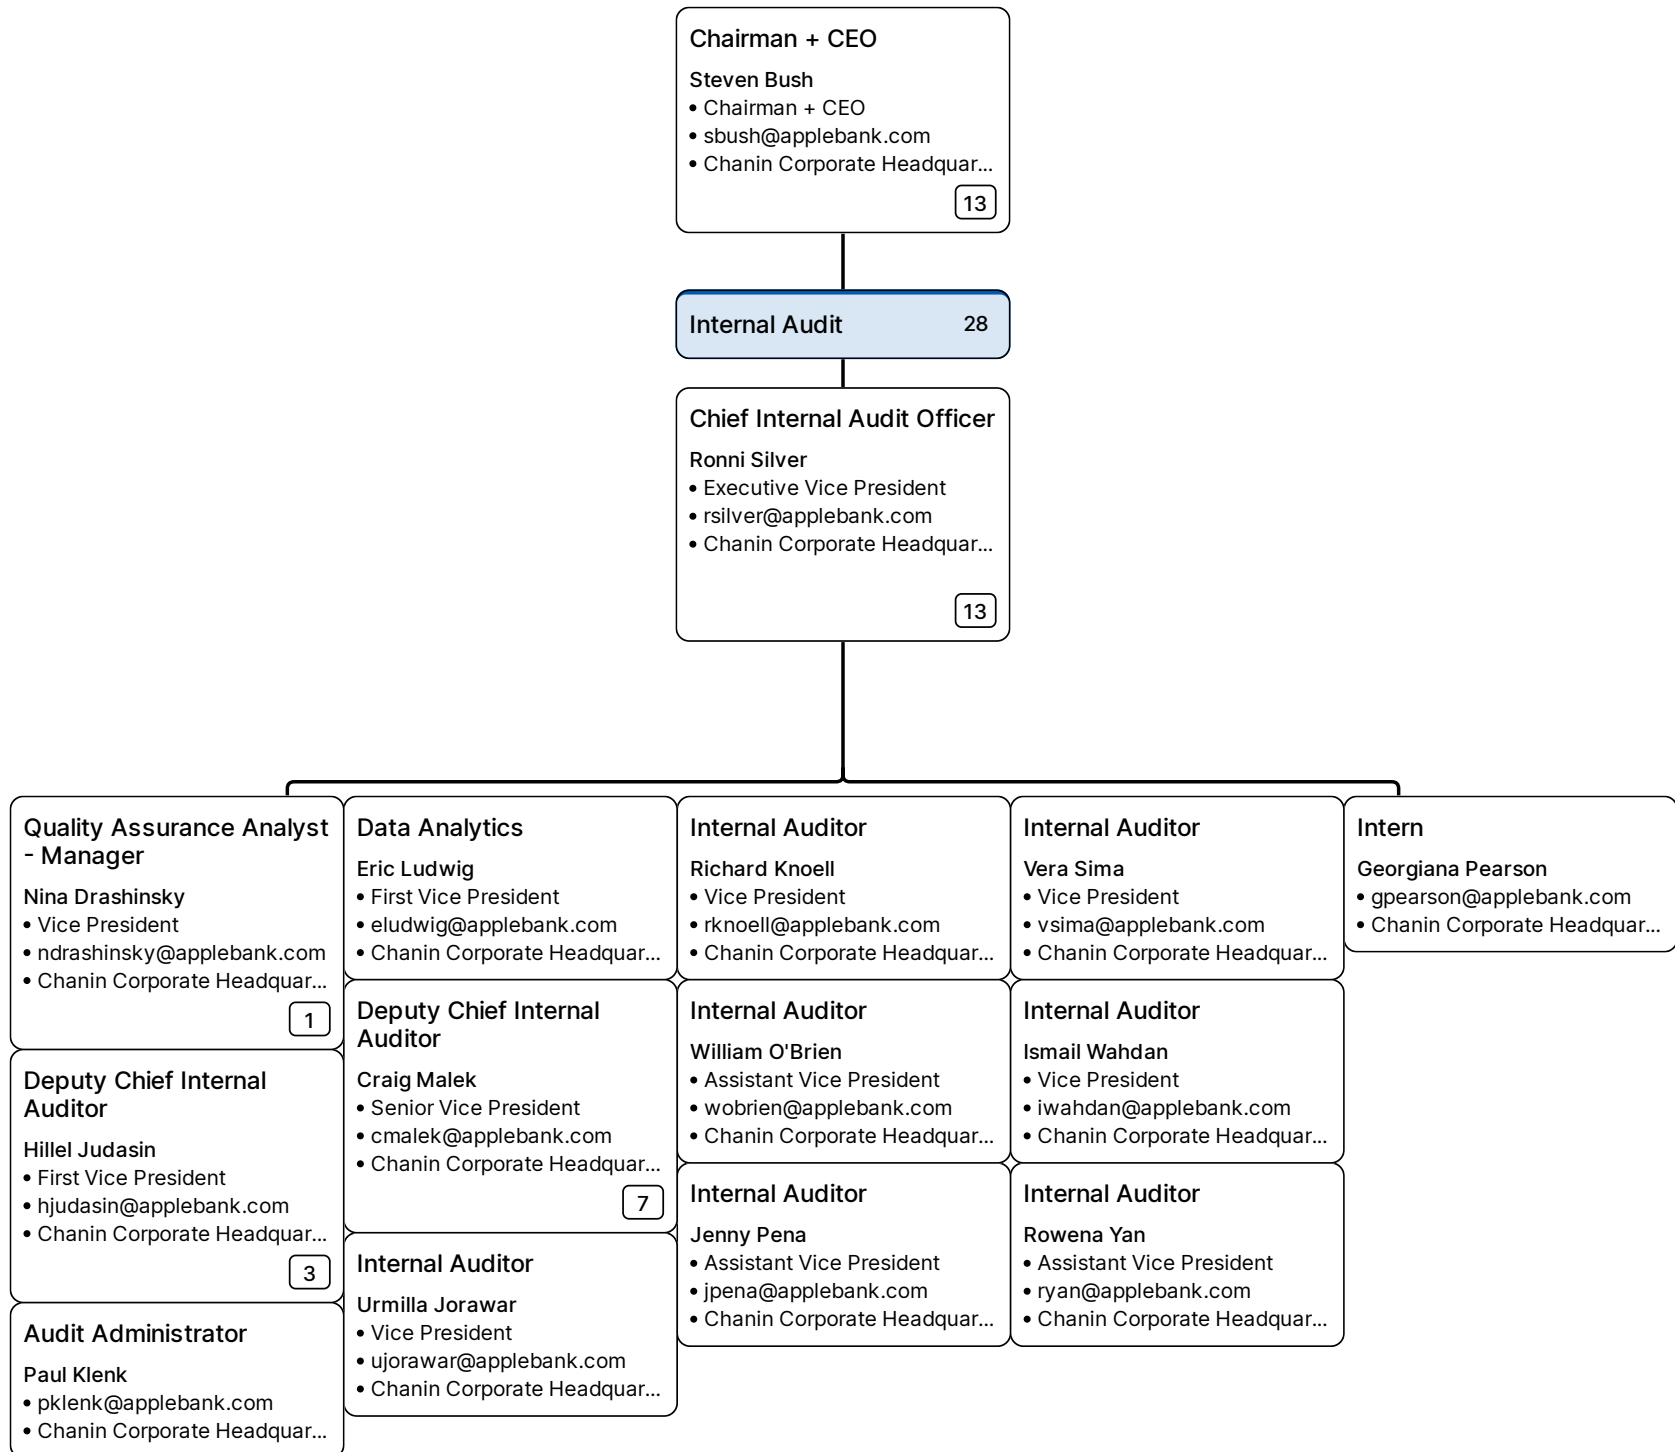 Chairman + CEO
Steven Bush
• Chairman + CEO
• sbush@applebank.com
• Chanin Corporate Headquar...
13
Internal Audit 28
Chief Internal Audit Officer
Ronni Silver
• Executive Vice President
• rsilver@applebank.com
• Chanin Corporate Headquar...
13
Quality Assurance Analyst
- Manager
Nina Drashinsky
• Vice President
• ndrashinsky@applebank.com
• Chanin Corporate Headquar...
1
Deputy Chief Internal
Auditor
Hillel Judasin
• First Vice President
• hjudasin@applebank.com
• Chanin Corporate Headquar...
3
Audit Administrator
Paul Klenk
• pklenk@applebank.com
• Chanin Corporate Headquar...
Data Analytics
Eric Ludwig
• First Vice President
• eludwig@applebank.com
• Chanin Corporate Headquar...
Deputy Chief Internal
Auditor
Craig Malek
• Senior Vice President
• cmalek@applebank.com
• Chanin Corporate Headquar...
7
Internal Auditor
Urmilla Jorawar
• Vice President
• ujorawar@applebank.com
• Chanin Corporate Headquar...
Internal Auditor
Richard Knoell
• Vice President
• rknoell@applebank.com
• Chanin Corporate Headquar...
Internal Auditor
William O'Brien
• Assistant Vice President
• wobrien@applebank.com
• Chanin Corporate Headquar...
Internal Auditor
Jenny Pena
• Assistant Vice President
• jpena@applebank.com
• Chanin Corporate Headquar...
Internal Auditor
Vera Sima
• Vice President
• vsima@applebank.com
• Chanin Corporate Headquar...
Internal Auditor
Ismail Wahdan
• Vice President
• iwahdan@applebank.com
• Chanin Corporate Headquar...
Internal Auditor
Rowena Yan
• Assistant Vice President
• ryan@applebank.com
• Chanin Corporate Headquar...
Intern
Georgiana Pearson
• gpearson@applebank.com
• Chanin Corporate Headquar...